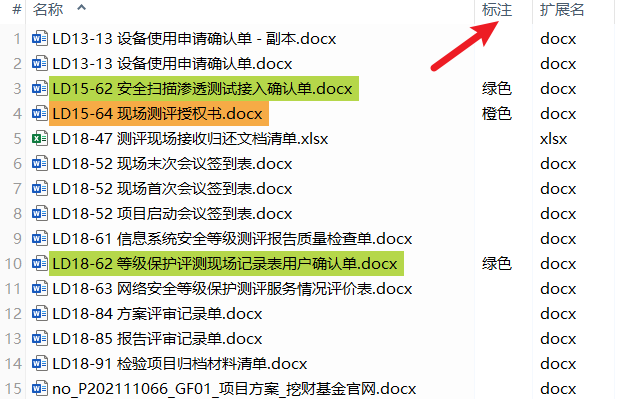 # 名称 标注 扩展名
1 LD13-13 设备使用申请确认单 - 副本.docx docx
2 LD13-13 设备使用申请确认单.docx docx
3 LD15-62 安全扫描渗透测试接入确认单.docx 绿色 docx
4 LD15-64 现场测评授权书.docx 橙色 docx
5 LD18-47 测评现场接收归还文档清单.xlsx xlsx
6 LD18-52 现场末次会议签到表.docx docx
7 LD18-52 现场首次会议签到表.docx docx
8 LD18-52 项目启动会议签到表.docx docx
9 LD18-61 信息系统安全等级测评报告质量检查单.docx docx
10 LD18-62 等级保护评测现场记录表用户确认单.docx 绿色 docx
11 LD18-63 网络安全等级保护测评服务情况评价表.docx docx
12 LD18-84 方案评审记录单.docx docx
13 LD18-85 报告评审记录单.docx docx
14 LD18-91 检验项目归档材料清单.docx docx
15 no_P202111066_GF01_项目方案_挖财基金官网.docx docx